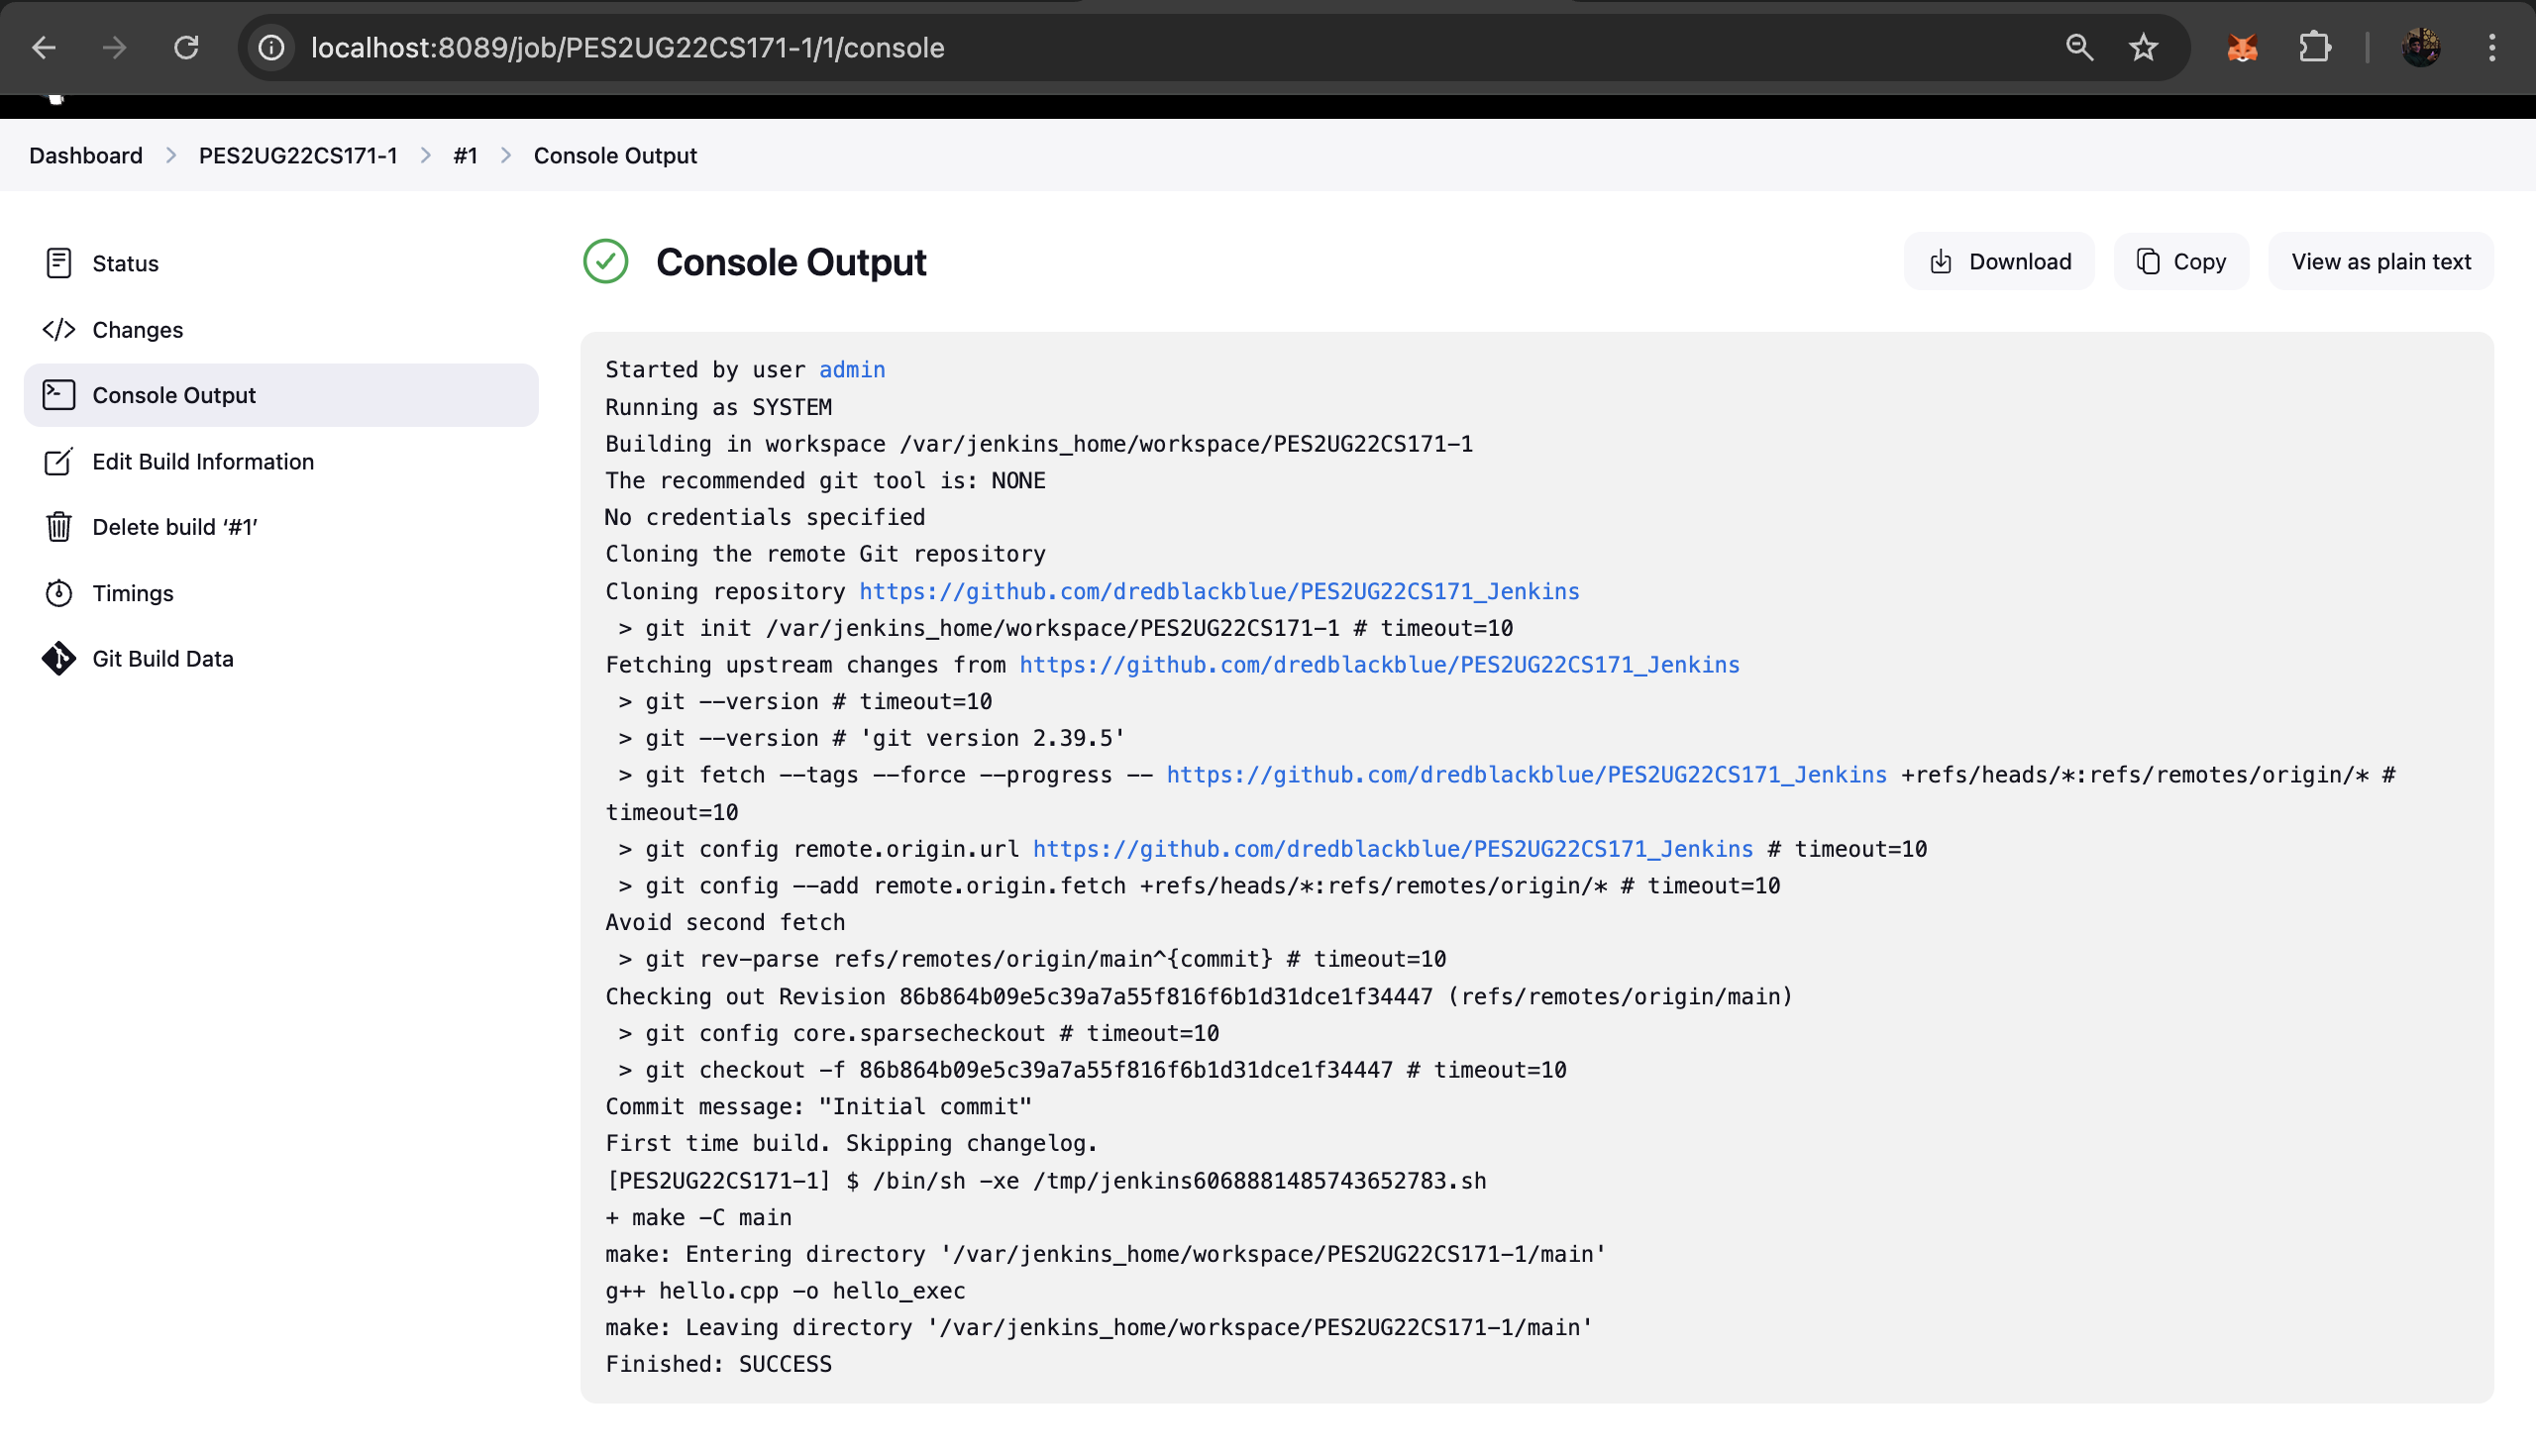 localhost:8089/job/PES2UG22CS171-1/1/console
Dashboard > PES2UG22CS171-1 > #1 > Console Output
Status
Changes
Console Output
Edit Build Information
Delete build ‘#1’
Timings
Git Build Data
Console Output
Download
Copy
View as plain text
Started by user admin
Running as SYSTEM
Building in workspace /var/jenkins_home/workspace/PES2UG22CS171-1
The recommended git tool is: NONE
No credentials specified
Cloning the remote Git repository
Cloning repository https://github.com/dredblackblue/PES2UG22CS171_Jenkins
 > git init /var/jenkins_home/workspace/PES2UG22CS171-1 # timeout=10
Fetching upstream changes from https://github.com/dredblackblue/PES2UG22CS171_Jenkins
 > git --version # timeout=10
 > git --version # 'git version 2.39.5'
 > git fetch --tags --force --progress -- https://github.com/dredblackblue/PES2UG22CS171_Jenkins +refs/heads/*:refs/remotes/origin/* #
timeout=10
 > git config remote.origin.url https://github.com/dredblackblue/PES2UG22CS171_Jenkins # timeout=10
 > git config --add remote.origin.fetch +refs/heads/*:refs/remotes/origin/* # timeout=10
Avoid second fetch
 > git rev-parse refs/remotes/origin/main^{commit} # timeout=10
Checking out Revision 86b864b09e5c39a7a55f816f6b1d31dce1f34447 (refs/remotes/origin/main)
 > git config core.sparsecheckout # timeout=10
 > git checkout -f 86b864b09e5c39a7a55f816f6b1d31dce1f34447 # timeout=10
Commit message: "Initial commit"
First time build. Skipping changelog.
[PES2UG22CS171-1] $ /bin/sh -xe /tmp/jenkins6068881485743652783.sh
+ make -C main
make: Entering directory '/var/jenkins_home/workspace/PES2UG22CS171-1/main'
g++ hello.cpp -o hello_exec
make: Leaving directory '/var/jenkins_home/workspace/PES2UG22CS171-1/main'
Finished: SUCCESS